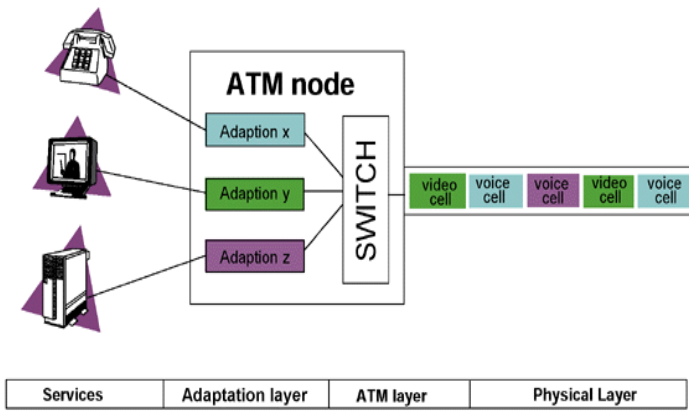 ATM node
Adaption x
Adaption y
Adaption z
SWITCH
video cell
voice cell
voice cell
video cell
voice cell
Services
Adaptation layer
ATM layer
Physical Layer